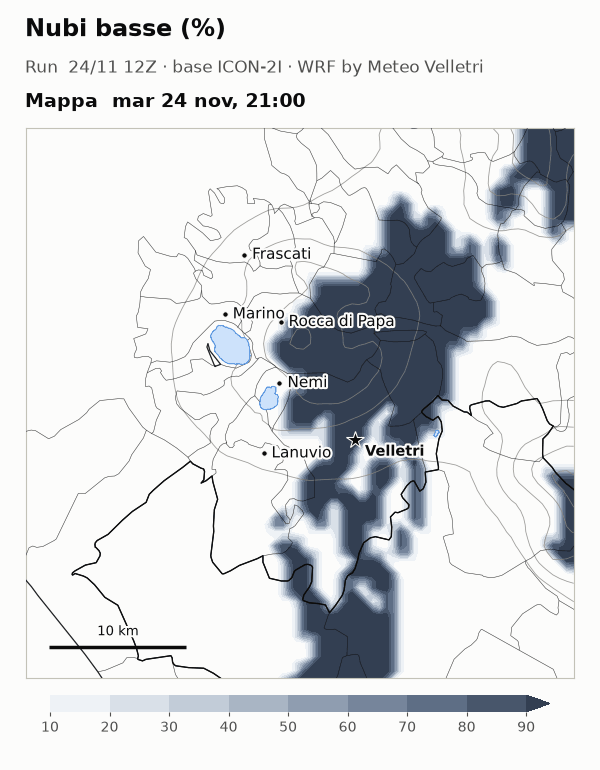 Nubi basse (%)
Run 24/11 12Z · base ICON-2I · WRF by Meteo Velletri
Mappa mar 24 nov, 21:00
Frascati
Marino
Rocca di Papa
Nemi
Velletri
Lanuvio
10 km
10 20 30 40 50 60 70 80 90